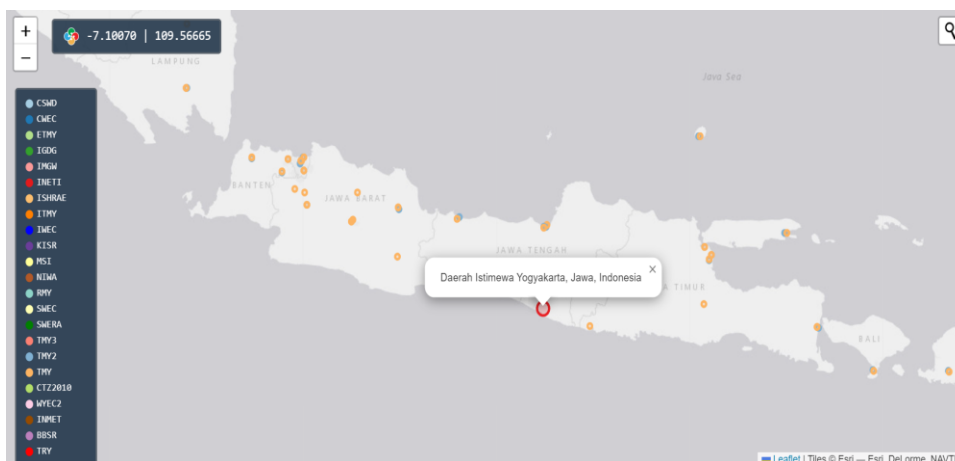 +
−
-7.10070 | 109.56665
LAMPUNG
Java Sea
CSWD
CWEC
ETMY
IGDG
IMGW
INETI
ISHRAE
ITMY
IWEC
KISR
MSI
NIWA
RMY
SWEC
SWERA
TMY3
TMY2
TMY
CTZ2010
WYEC2
INMET
BBSR
TRY
BANTEN
JAWA BARAT
JAWA TENGAH
Daerah Istimewa Yogyakarta, Jawa, Indonesia
×
TIMUR
BALI
Leaflet | Tiles © Esri — Esri, DeLorme, NAVT